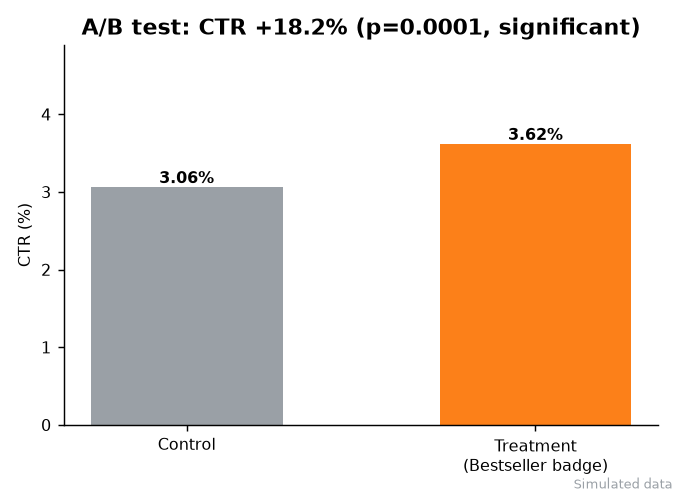 A/B test: CTR +18.2% (p=0.0001, significant)
CTR (%)
4
3
2
1
0
3.06%
3.62%
Control
Treatment
(Bestseller badge)
Simulated data